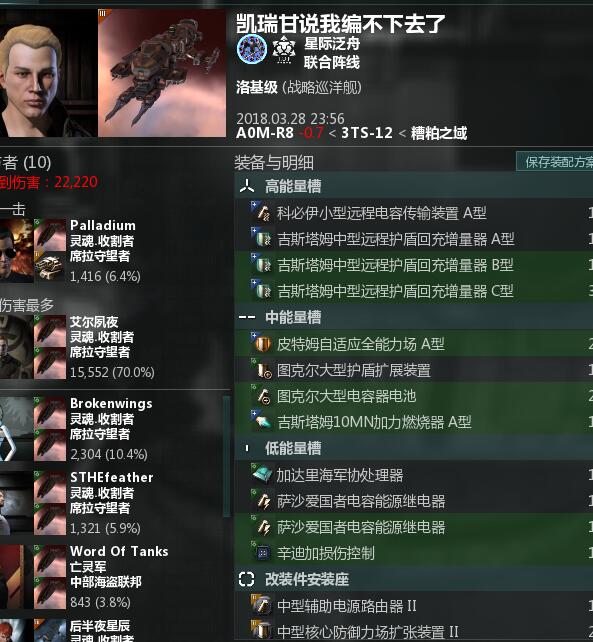 凯瑞甘说我编不下去了
星际泛舟
联合阵线
洛基级 (战略巡洋舰)
2018.03.28 23:56
A0M-R8 -0.7 < 3TS-12 < 糟粕之域
者 (10)
到伤害：22,220
一击
Palladium
灵魂.收割者
席拉守望者
1,416 (6.4%)
伤害最多
艾尔夙夜
灵魂.收割者
席拉守望者
15,552 (70.0%)
Brokenwings
灵魂.收割者
席拉守望者
2,304 (10.4%)
STHEfeather
灵魂.收割者
席拉守望者
1,321 (5.9%)
Word Of Tanks
亡灵军
中部海盗联邦
843 (3.8%)
后半夜星辰
灵魂.收割者
装备与明细
保存装配方案
高能量槽
科必伊小型远程电容传输装置 A型
吉斯塔姆中型远程护盾回充增量器 A型
吉斯塔姆中型远程护盾回充增量器 B型
吉斯塔姆中型远程护盾回充增量器 C型
中能量槽
皮特姆自适应全能力场 A型
图克尔大型护盾扩展装置
图克尔大型电容器电池
吉斯塔姆10MN加力燃烧器 A型
低能量槽
加达里海军协处理器
萨沙爱国者电容能源继电器
萨沙爱国者电容能源继电器
辛迪加损伤控制
改装件安装座
中型辅助电源路由器 II
中型核心防御力场扩张装置 II